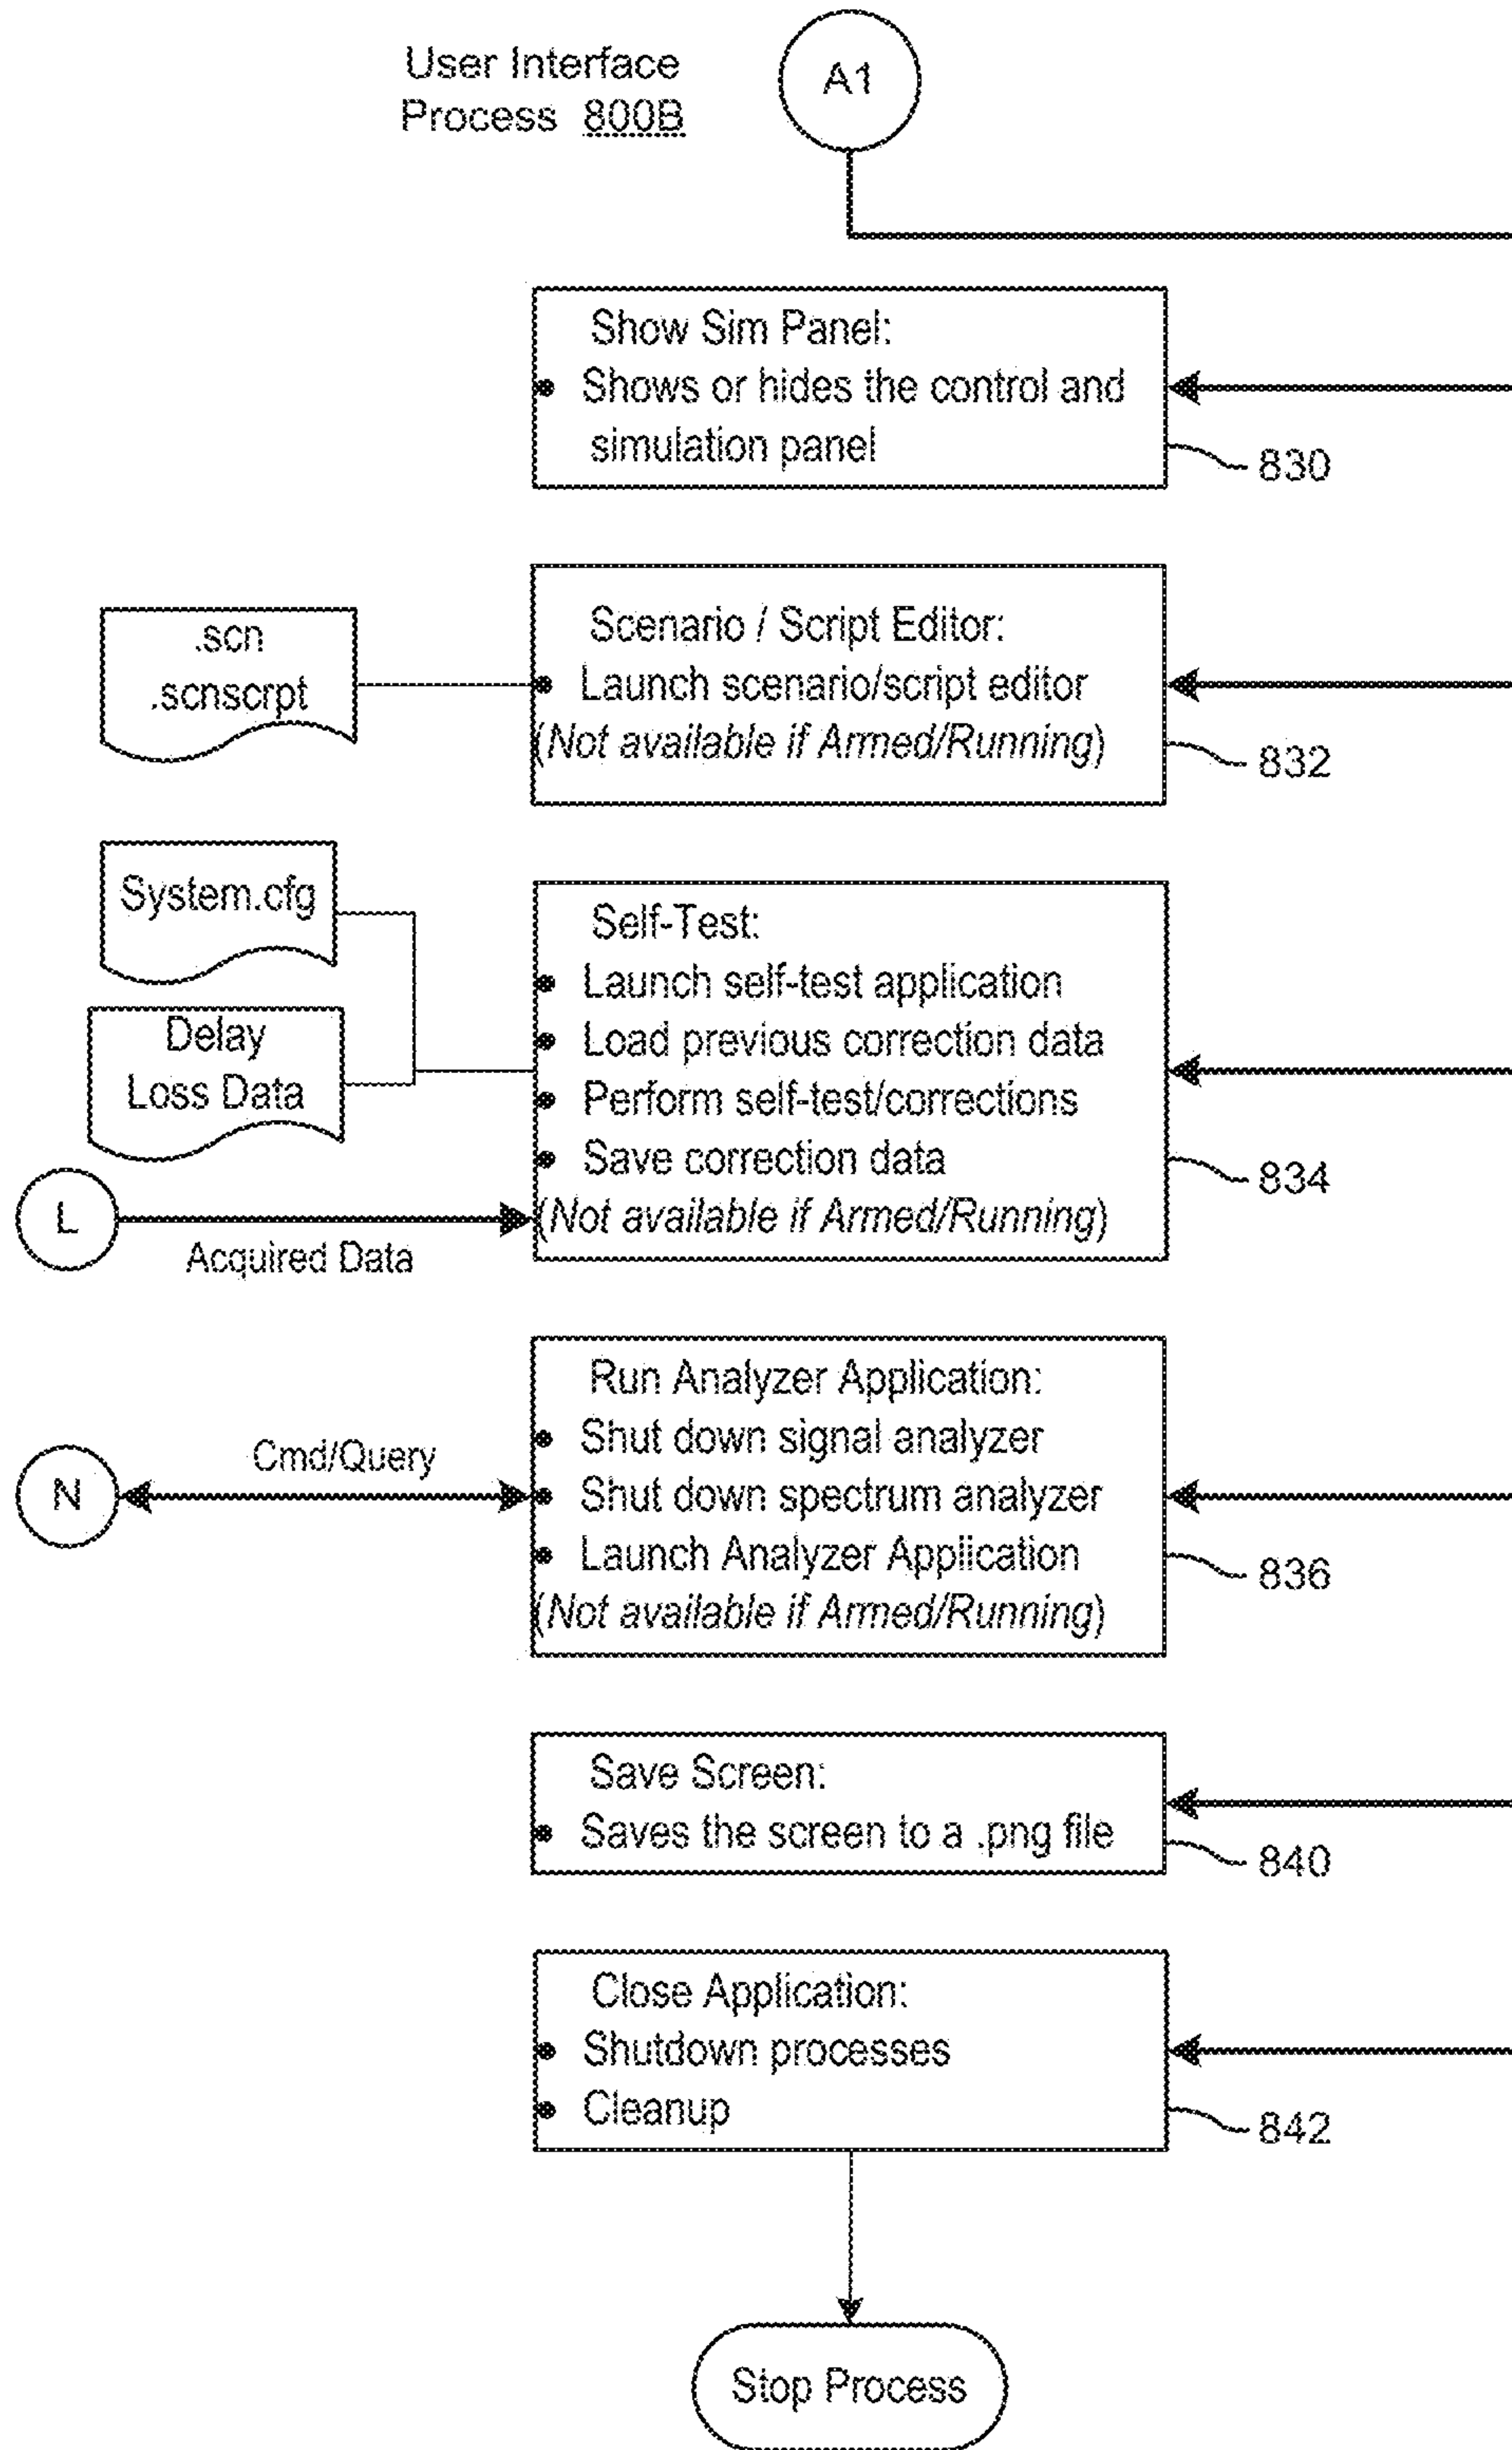 User Interface
Process 800B
A1
Show Sim Panel:
• Shows or hides the control and
simulation panel
830
.scn
.scnscrpt
Scenario / Script Editor:
• Launch scenario/script editor
(Not available if Armed/Running)
832
System.cfg
Delay
Loss Data
Self-Test:
• Launch self-test application
• Load previous correction data
• Perform self-test/corrections
• Save correction data
(Not available if Armed/Running)
834
L
Acquired Data
Run Analyzer Application:
• Shut down signal analyzer
• Shut down spectrum analyzer
• Launch Analyzer Application
(Not available if Armed/Running)
836
N
Cmd/Query
Save Screen:
• Saves the screen to a .png file
840
Close Application:
• Shutdown processes
• Cleanup
842
Stop Process